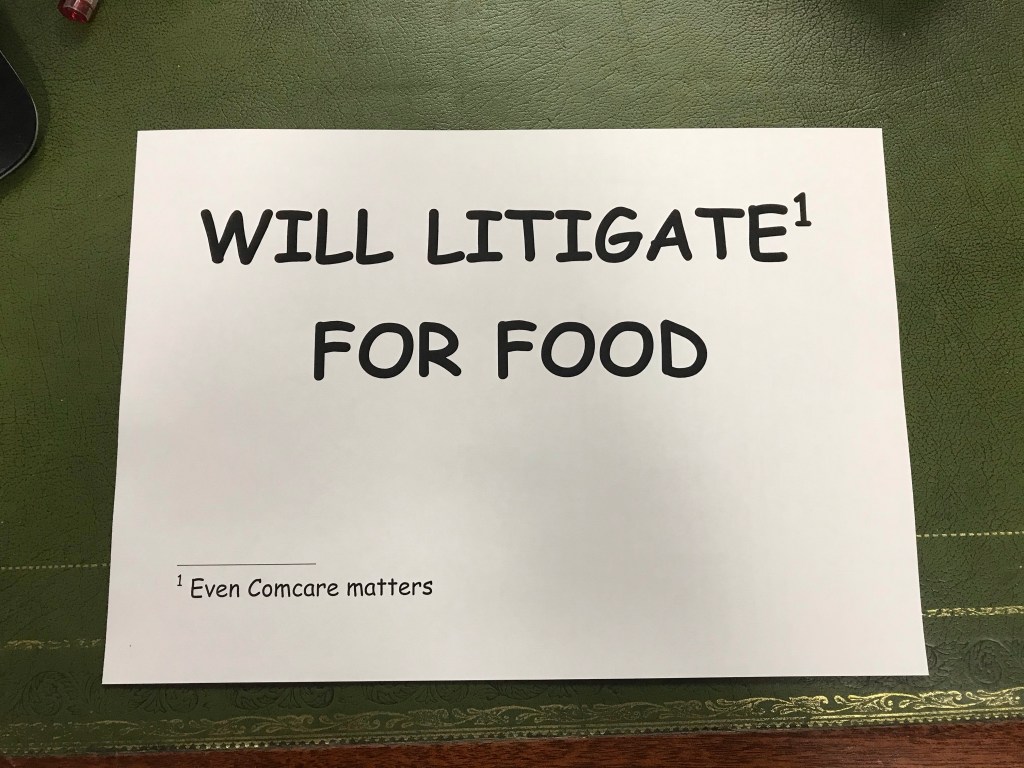 WILL LITIGATE¹
FOR FOOD
¹ Even Comcare matters